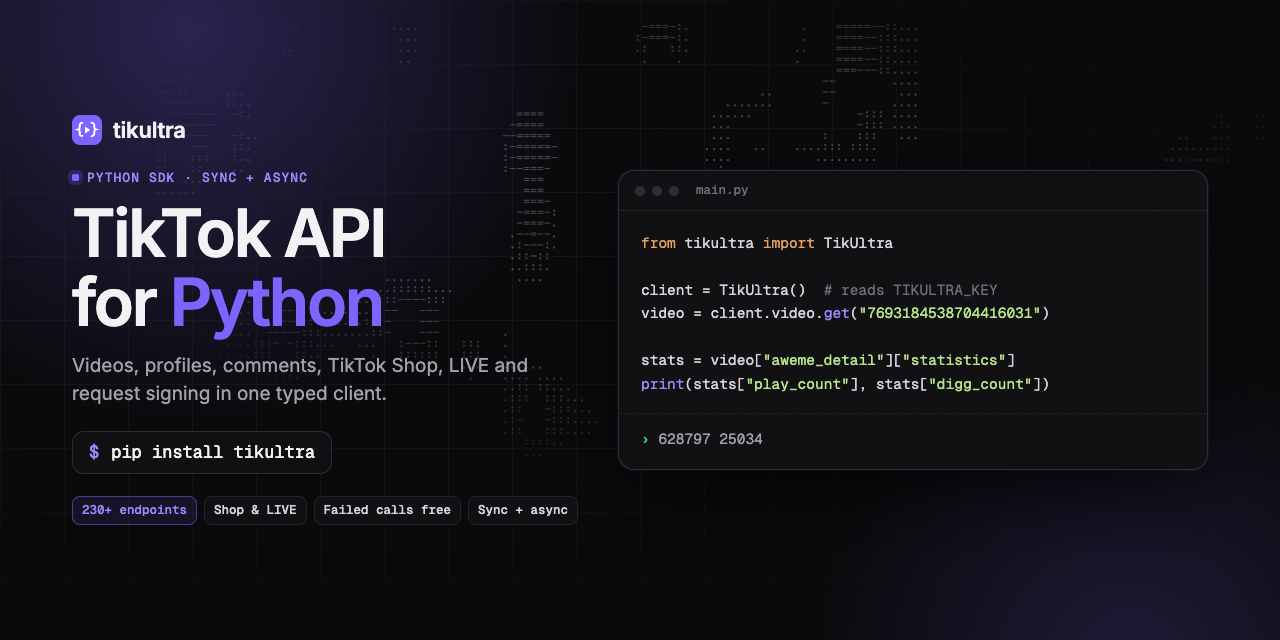 tikultra
PYTHON SDK · SYNC + ASYNC
TikTok API
for Python
Videos, profiles, comments, TikTok Shop, LIVE and
request signing in one typed client.
$ pip install tikultra
230+ endpoints
Shop & LIVE
Failed calls free
Sync + async
main.py
from tikultra import TikUltra
client = TikUltra()  # reads TIKULTRA_KEY
video = client.video.get("7693184538704416031")
stats = video["aweme_detail"]["statistics"]
print(stats["play_count"], stats["digg_count"])
› 628797 25034